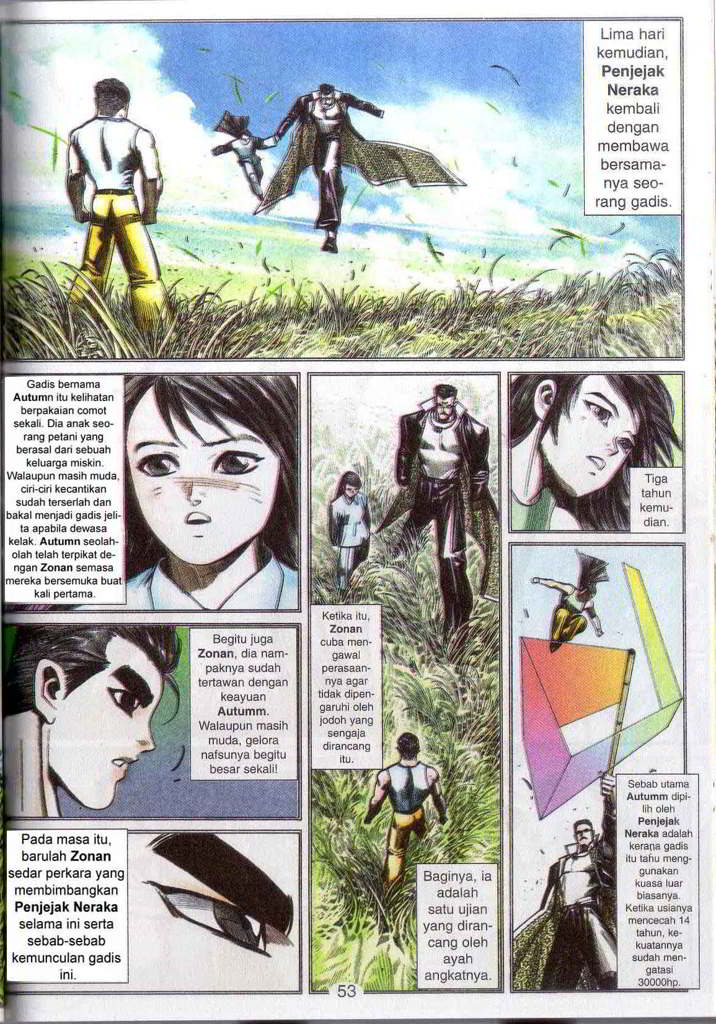 Lima hari
kemudian,
Penjejak
Neraka
kembali
dengan
membawa
bersama-
nya seo-
rang gadis.
Gadis bernama
Autumn itu kelihatan
berpakaian comot
sekali. Dia anak seo-
rang petani yang
berasal dari sebuah
keluarga miskin.
Walaupun masih muda,
ciri-ciri kecantikan
sudah terserlah dan
bakal menjadi gadis jeli-
ta apabila dewasa
kelak. Autumn seolah-
olah telah terpikat de-
ngan Zonan semasa
mereka bersemuka buat
kali pertama.
Begitu juga
Zonan, dia nam-
paknya sudah
tertawan dengan
keayuan
Autumm.
Walaupun masih
muda, gelora
nafsunya begitu
besar sekali!
Pada masa itu,
barulah Zonan
sedar perkara yang
membimbangkan
Penjejak Neraka
selama ini serta
sebab-sebab
kemunculan gadis
ini.
Ketika itu,
Zonan
cuba men-
gawal
perasaan-
nya agar
tidak dipen-
garuhi oleh
jodoh yang
sengaja
dirancang
itu.
Baginya, ia
adalah
satu ujian
yang diran-
cang oleh
ayah
angkatnya.
Tiga
tahun
kemu-
dian.
Sebab utama
Autumm dipi-
lih oleh
Penjejak
Neraka adalah
kerana gadis
itu tahu meng-
gunakan
kuasa luar
biasanya.
Ketika usianya
mencecah 14
tahun, ke-
kuatannya
sudah men-
gatasi
30000hp.
53